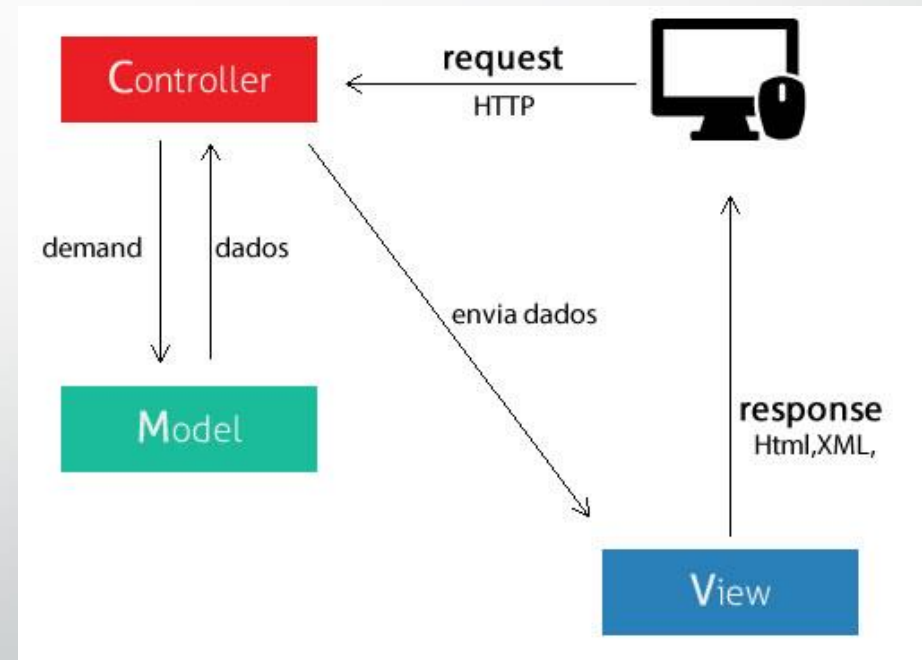 Controller
request
HTTP
demand
dados
envia dados
Model
response
Html,XML,
View